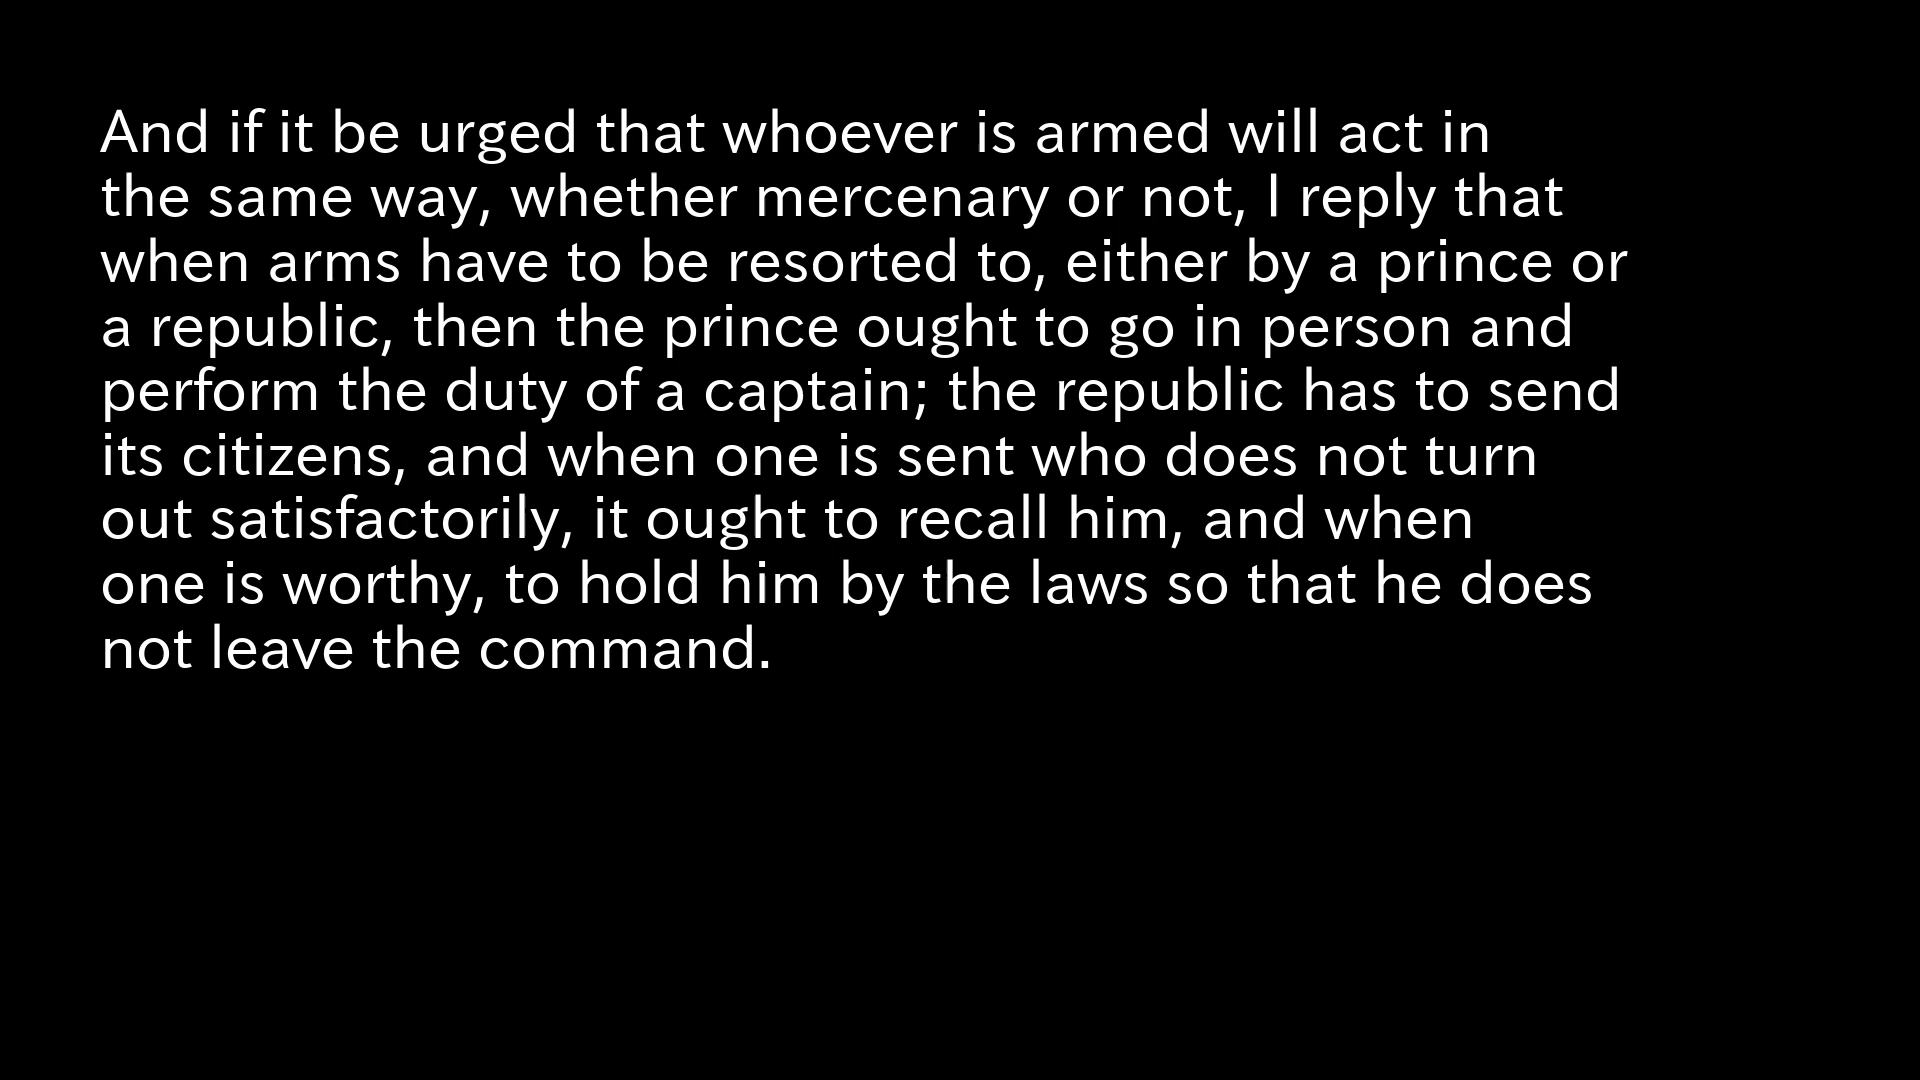 And if it be urged that whoever is armed will act in
the same way, whether mercenary or not, I reply that
when arms have to be resorted to, either by a prince or
a republic, then the prince ought to go in person and
perform the duty of a captain; the republic has to send
its citizens, and when one is sent who does not turn
out satisfactorily, it ought to recall him, and when
one is worthy, to hold him by the laws so that he does
not leave the command.